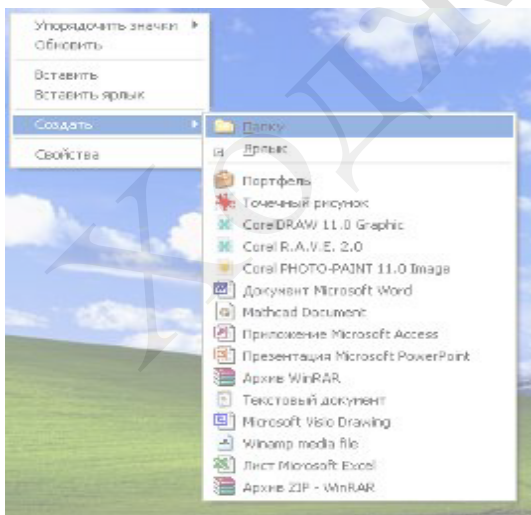 Упорядочить значки
Обновить
Вставить
Вставить ярлык
Создать
Свойства
Папку
Ярлык
Портфель
Точечный рисунок
CorelDRAW 11.0 Graphic
Corel R.A.V.E. 2.0
Corel PHOTO-PAINT 11.0 Image
Документ Microsoft Word
Mathcad Document
Приложение Microsoft Access
Презентация Microsoft PowerPoint
Архив WinRAR
Текстовый документ
Microsoft Visio Drawing
Winamp media file
Лист Microsoft Excel
Архив ZIP - WinRAR